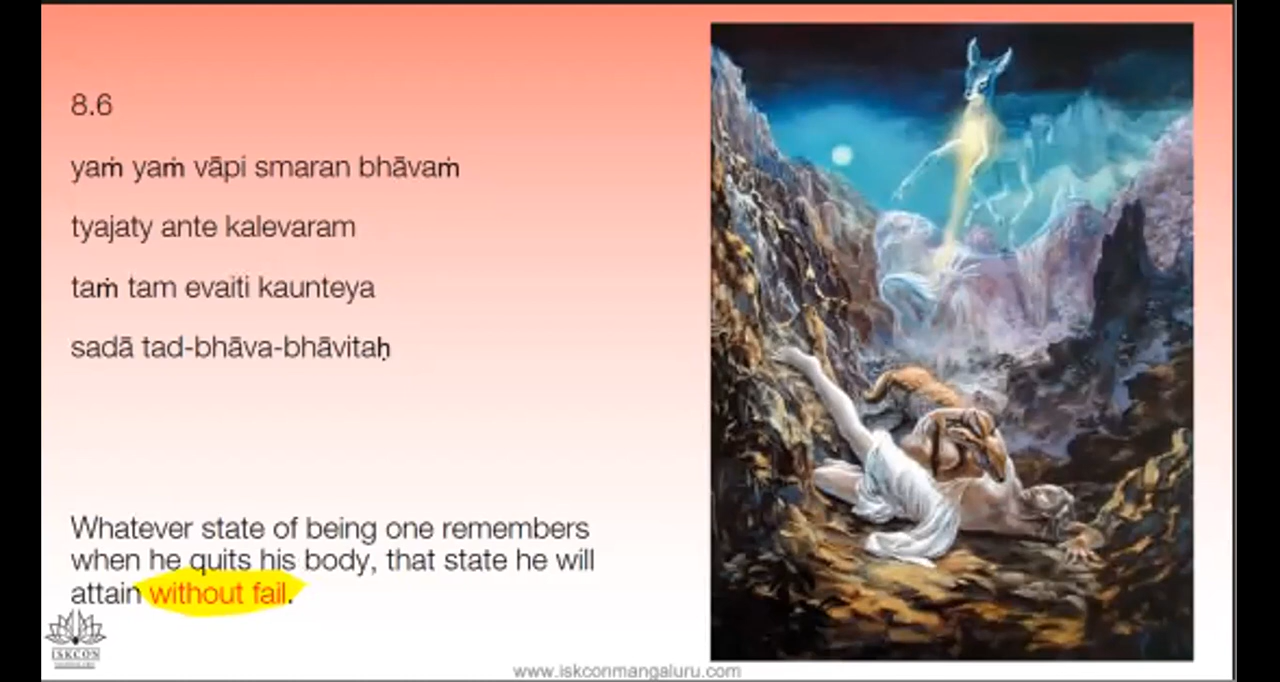 8.6
yaṁ yaṁ vāpi smaran bhāvaṁ
tyajaty ante kalevaram
taṁ tam evaiti kaunteya
sadā tad-bhāva-bhāvitaḥ
Whatever state of being one remembers
when he quits his body, that state he will
attain without fail.
ISKCON
www.iskconmangaluru.com